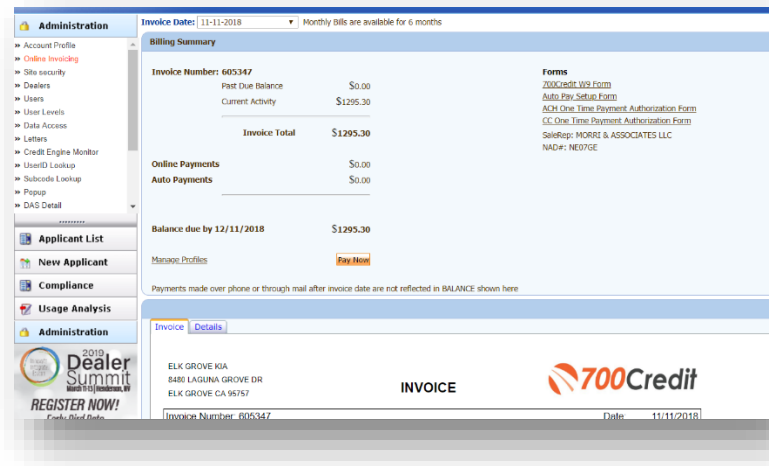 Administration
» Account Profile
» Online Invoicing
» Site security
» Dealers
» Users
» User Levels
» Data Access
» Letters
» Credit Engine Monitor
» UserID Lookup
» Subcode Lookup
» Popup
» DAS Detail
Applicant List
New Applicant
Compliance
Usage Analysis
Administration
2019
Dealer
Summit
March 11-13 | Henderson, NV
REGISTER NOW!
Early Bird Rate
Invoice Date: 11-11-2018 Monthly Bills are available for 6 months
Billing Summary
Invoice Number: 605347
Past Due Balance $0.00
Current Activity $1295.30
Invoice Total $1295.30
Online Payments $0.00
Auto Payments $0.00
Balance due by 12/11/2018 $1295.30
Manage Profiles Pay Now
Payments made over phone or through mail after invoice date are not reflected in BALANCE shown here
Forms
700Credit W9 Form
Auto Pay Setup Form
ACH One Time Payment Authorization Form
CC One Time Payment Authorization Form
SaleRep: MORRI & ASSOCIATES LLC
NAD#: NE07GE
Invoice Details
ELK GROVE KIA
8480 LAGUNA GROVE DR
ELK GROVE CA 95757
INVOICE
700Credit
Invoice Number: 605347 Date: 11/11/2018